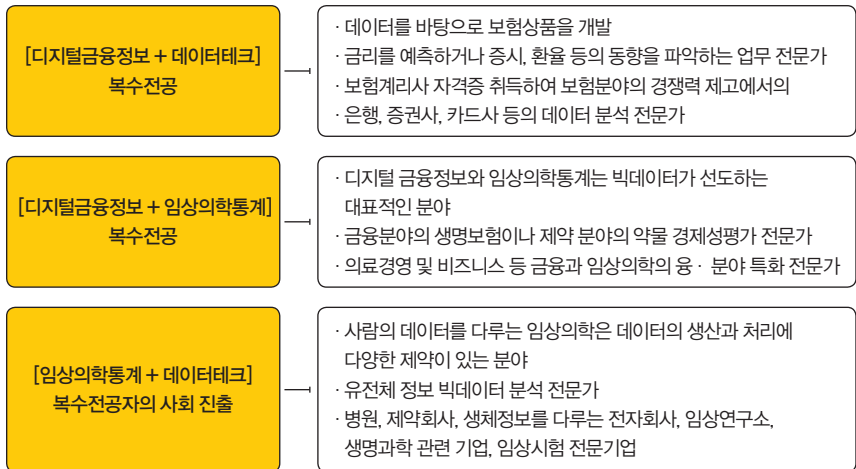 [디지털금융정보 + 데이터테크]
복수전공
· 데이터를 바탕으로 보험상품을 개발
· 금리를 예측하거나 증시, 환율 등의 동향을 파악하는 업무 전문가
· 보험계리사 자격증 취득하여 보험분야의 경쟁력 제고에서의
· 은행, 증권사, 카드사 등의 데이터 분석 전문가
[디지털금융정보 + 임상의학통계]
복수전공
· 디지털 금융정보와 임상의학통계는 빅데이터가 선도하는
대표적인 분야
· 금융분야의 생명보험이나 제약 분야의 약물 경제성평가 전문가
· 의료경영 및 비즈니스 등 금융과 임상의학의 융 · 분야 특화 전문가
[임상의학통계 + 데이터테크]
복수전공자의 사회 진출
· 사람의 데이터를 다루는 임상의학은 데이터의 생산과 처리에
다양한 제약이 있는 분야
· 유전체 정보 빅데이터 분석 전문가
· 병원, 제약회사, 생체정보를 다루는 전자회사, 임상연구소,
생명과학 관련 기업, 임상시험 전문기업